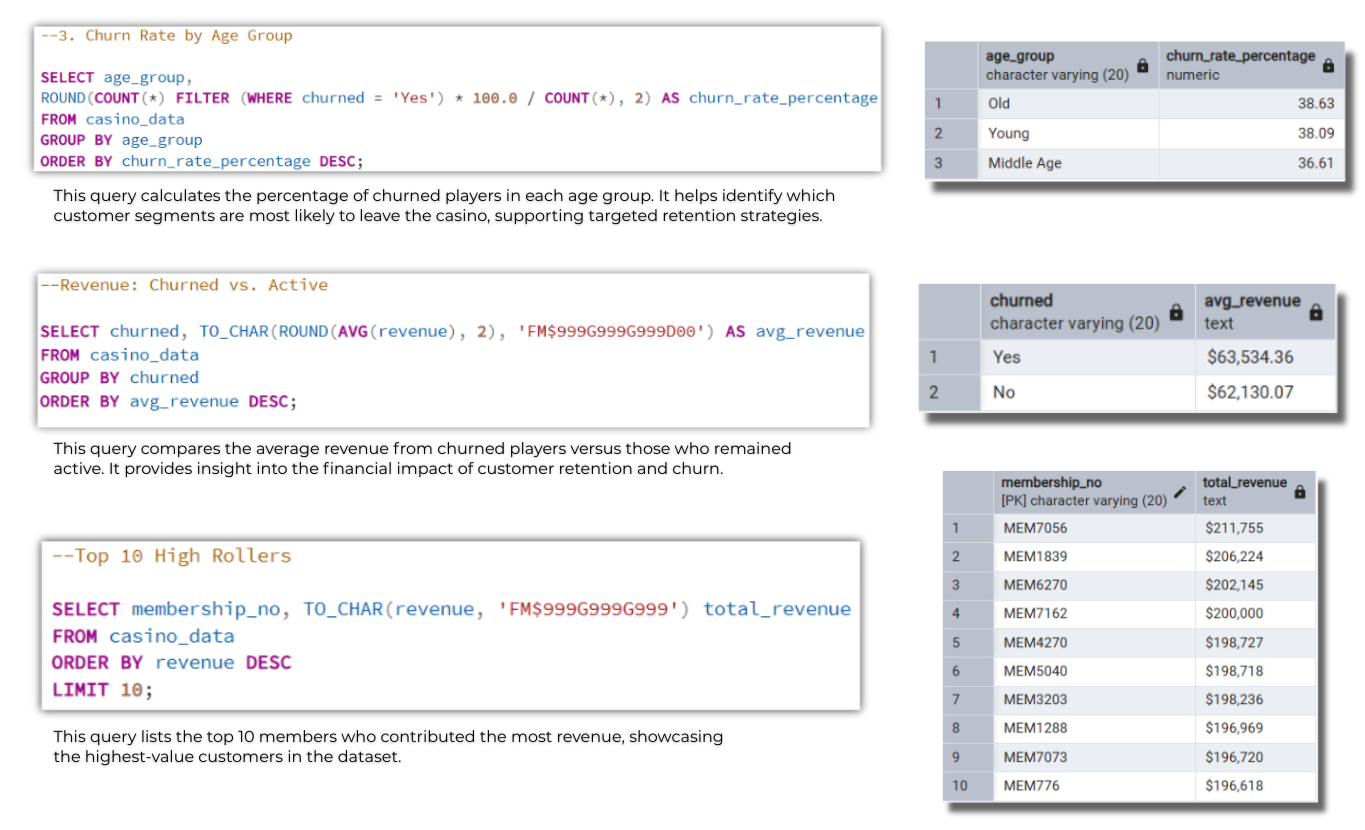 --3. Churn Rate by Age Group
SELECT age_group,
ROUND(COUNT(*) FILTER (WHERE churned = 'Yes') * 100.0 / COUNT(*), 2) AS churn_rate_percentage
FROM casino_data
GROUP BY age_group
ORDER BY churn_rate_percentage DESC;
This query calculates the percentage of churned players in each age group. It helps identify which
customer segments are most likely to leave the casino, supporting targeted retention strategies.
age_group churn_rate_percentage
character varying (20) numeric
1 Old 38.63
2 Young 38.09
3 Middle Age 36.61
--Revenue: Churned vs. Active
SELECT churned, TO_CHAR(ROUND(AVG(revenue), 2), 'FM$999G999G999D00') AS avg_revenue
FROM casino_data
GROUP BY churned
ORDER BY avg_revenue DESC;
This query compares the average revenue from churned players versus those who remained
active. It provides insight into the financial impact of customer retention and churn.
churned avg_revenue
character varying (20) text
1 Yes $63,534.36
2 No $62,130.07
--Top 10 High Rollers
SELECT membership_no, TO_CHAR(revenue, 'FM$999G999G999') total_revenue
FROM casino_data
ORDER BY revenue DESC
LIMIT 10;
This query lists the top 10 members who contributed the most revenue, showcasing
the highest-value customers in the dataset.
membership_no total_revenue
[PK] character varying (20) text
1 MEM7056 $211,755
2 MEM1839 $206,224
3 MEM6270 $202,145
4 MEM7162 $200,000
5 MEM4270 $198,727
6 MEM5040 $198,718
7 MEM3203 $198,236
8 MEM1288 $196,969
9 MEM7073 $196,720
10 MEM776 $196,618